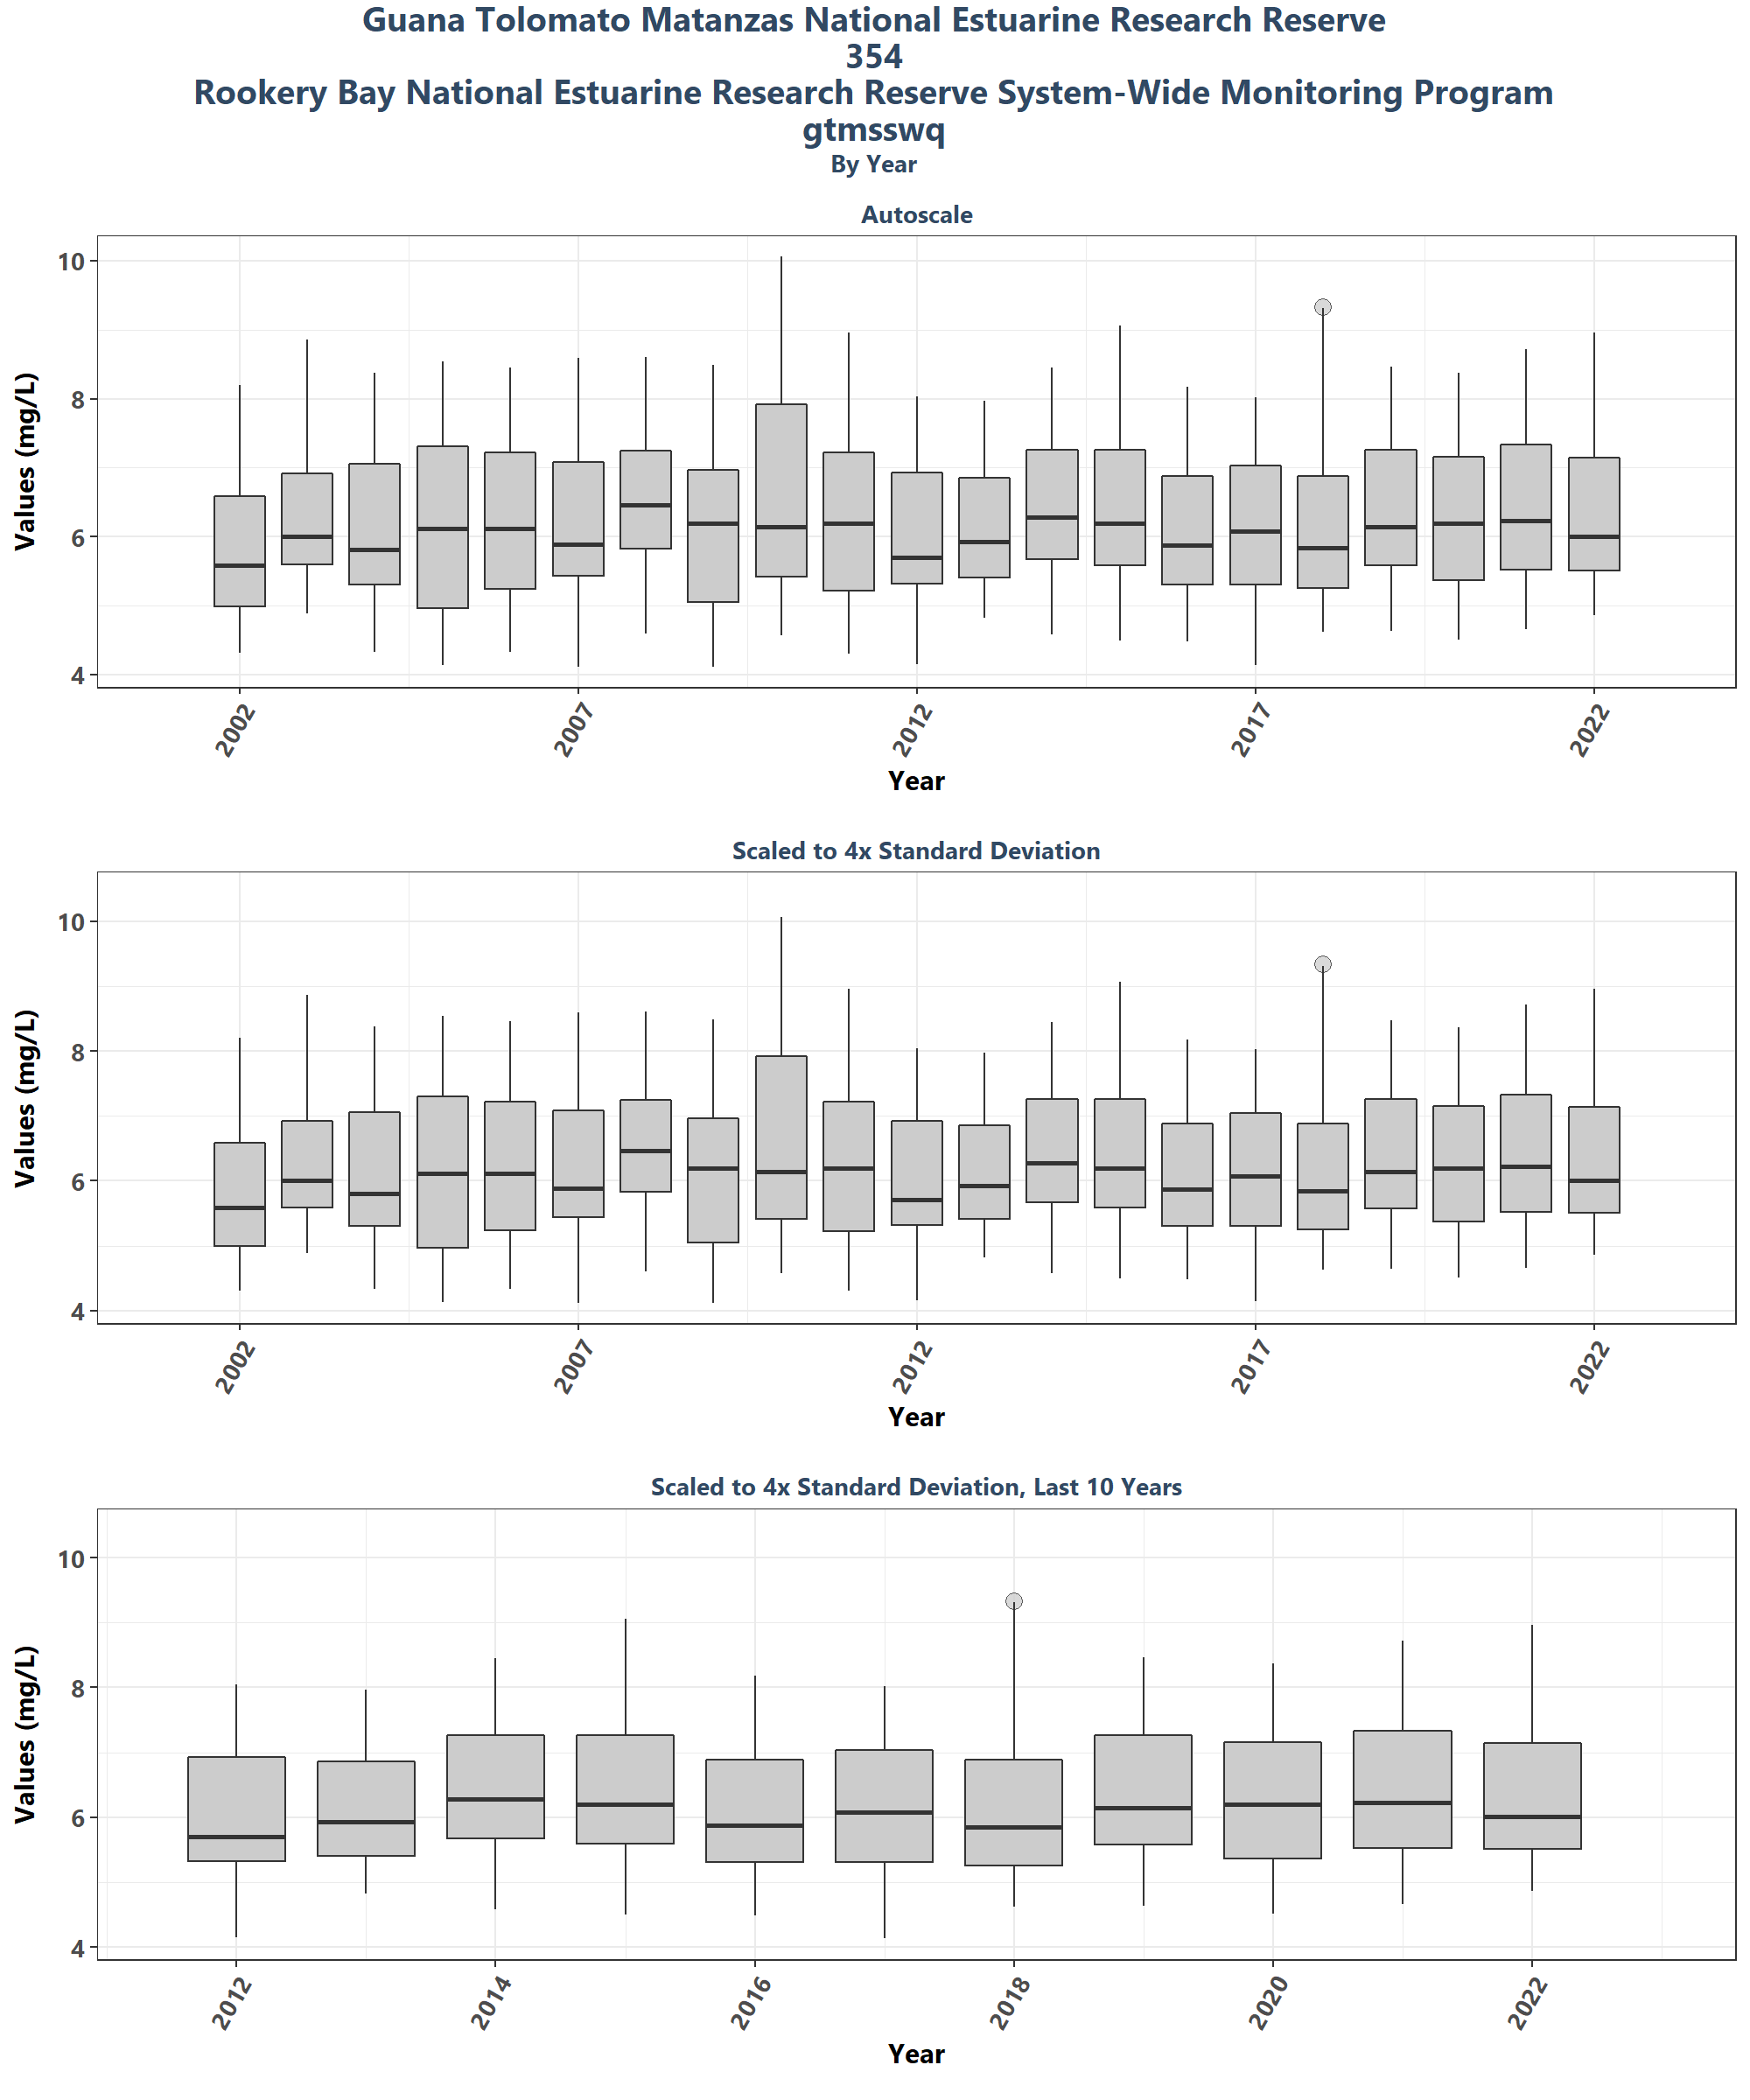 Guana Tolomato Matanzas National Estuarine Research Reserve
354
Rookery Bay National Estuarine Research Reserve System-Wide Monitoring Program
gtmsswq
By Year
Autoscale
Values (mg/L)
10
8
6
4
2002 2007 2012 2017 2022
Year
Scaled to 4x Standard Deviation
Values (mg/L)
10
8
6
4
2002 2007 2012 2017 2022
Year
Scaled to 4x Standard Deviation, Last 10 Years
Values (mg/L)
10
8
6
4
2012 2014 2016 2018 2020 2022
Year